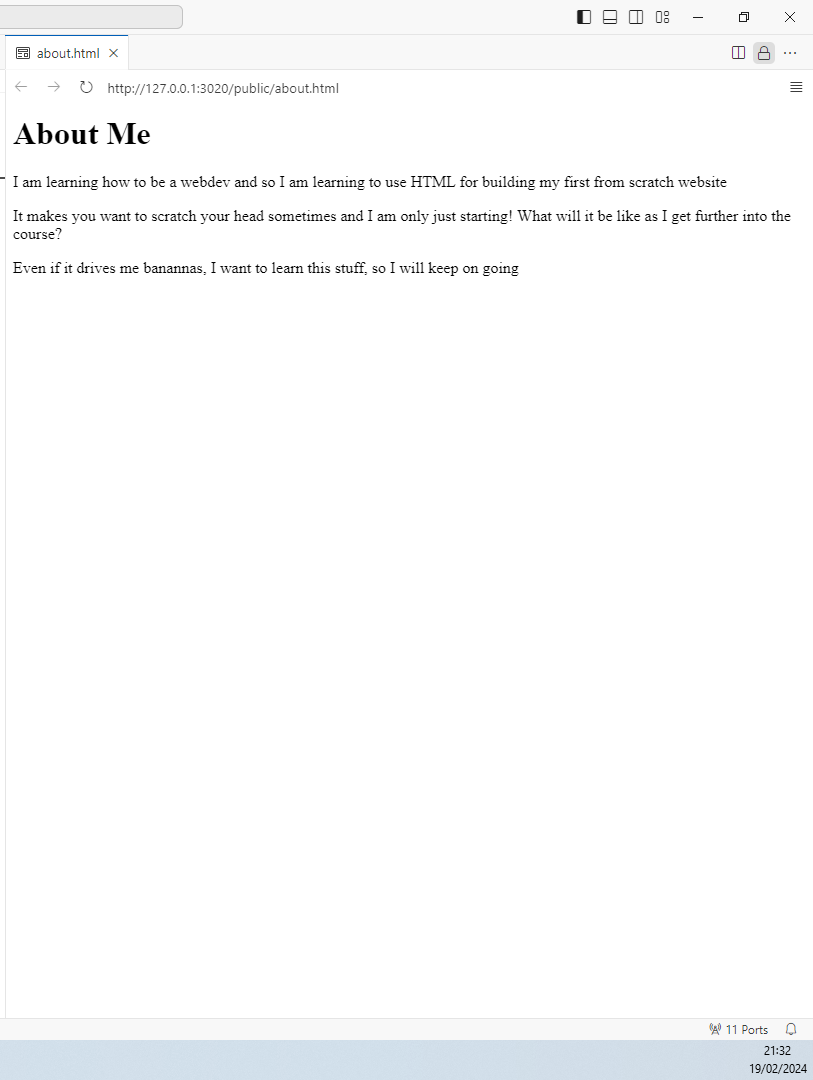 about.html
http://127.0.0.1:3020/public/about.html
About Me
I am learning how to be a webdev and so I am learning to use HTML for building my first from scratch website
It makes you want to scratch your head sometimes and I am only just starting! What will it be like as I get further into the
course?
Even if it drives me banannas, I want to learn this stuff, so I will keep on going
11 Ports
21:32
19/02/2024